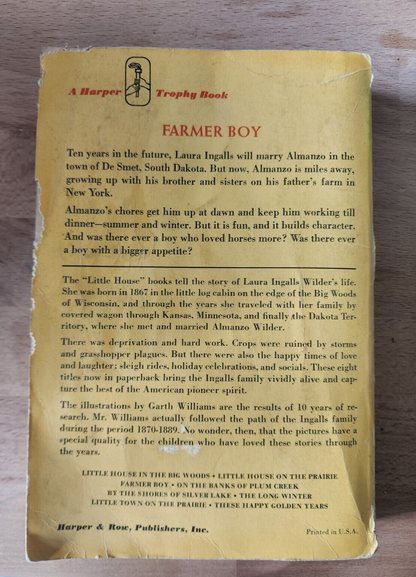 A Harper Trophy Book
FARMER BOY
Ten years in the future, Laura Ingalls will marry Almanzo in the
town of De Smet, South Dakota. But now, Almanzo is miles away,
growing up with his brother and sisters on his father's farm in
New York.
Almanzo's chores get him up at dawn and keep him working till
dinner—summer and winter. But it is fun, and it builds character.
And was there ever a boy who loved horses more? Was there ever
a boy with a bigger appetite?
The "Little House" books tell the story of Laura Ingalls Wilder's life.
She was born in 1867 in the little log cabin on the edge of the Big Woods
of Wisconsin, and through the years she traveled with her family by
covered wagon through Kansas, Minnesota, and finally the Dakota Ter-
ritory, where she met and married Almanzo Wilder.
There was deprivation and hard work. Crops were ruined by storms
and grasshopper plagues. But there were also the happy times of love
and laughter; sleigh rides, holiday celebrations, and socials. These eight
titles now in paperback bring the Ingalls family vividly alive and cap-
ture the best of the American pioneer spirit.
The illustrations by Garth Williams are the results of 10 years of re-
search. Mr. Williams actually followed the path of the Ingalls family
during the period 1870-1889. No wonder, then, that the pictures have a
special quality for the children who have loved these stories through
the years.
LITTLE HOUSE IN THE BIG WOODS • LITTLE HOUSE ON THE PRAIRIE
FARMER BOY • ON THE BANKS OF PLUM CREEK
BY THE SHORES OF SILVER LAKE • THE LONG WINTER
LITTLE TOWN ON THE PRAIRIE • THESE HAPPY GOLDEN YEARS
Harper & Row, Publishers, Inc.
Printed in U.S.A.